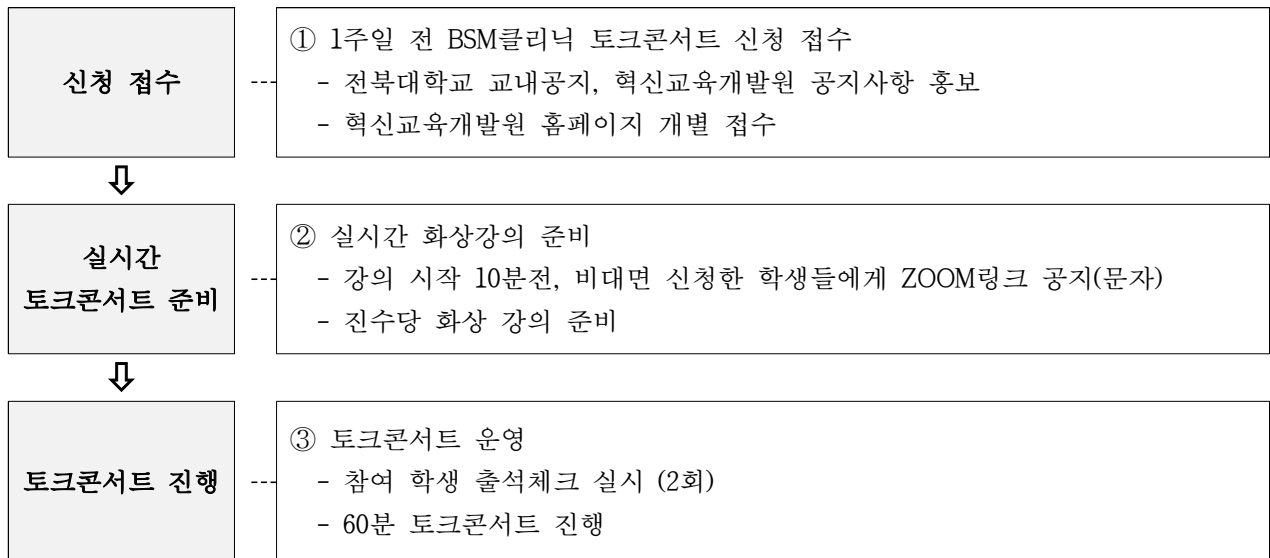 신청 접수
① 1주일 전 BSM클리닉 토크콘서트 신청 접수
- 전북대학교 교내공지, 혁신교육개발원 공지사항 홍보
- 혁신교육개발원 홈페이지 개별 접수
실시간
토크콘서트 준비
② 실시간 화상강의 준비
- 강의 시작 10분전, 비대면 신청한 학생들에게 ZOOM링크 공지(문자)
- 진수당 화상 강의 준비
토크콘서트 진행
③ 토크콘서트 운영
- 참여 학생 출석체크 실시 (2회)
- 60분 토크콘서트 진행